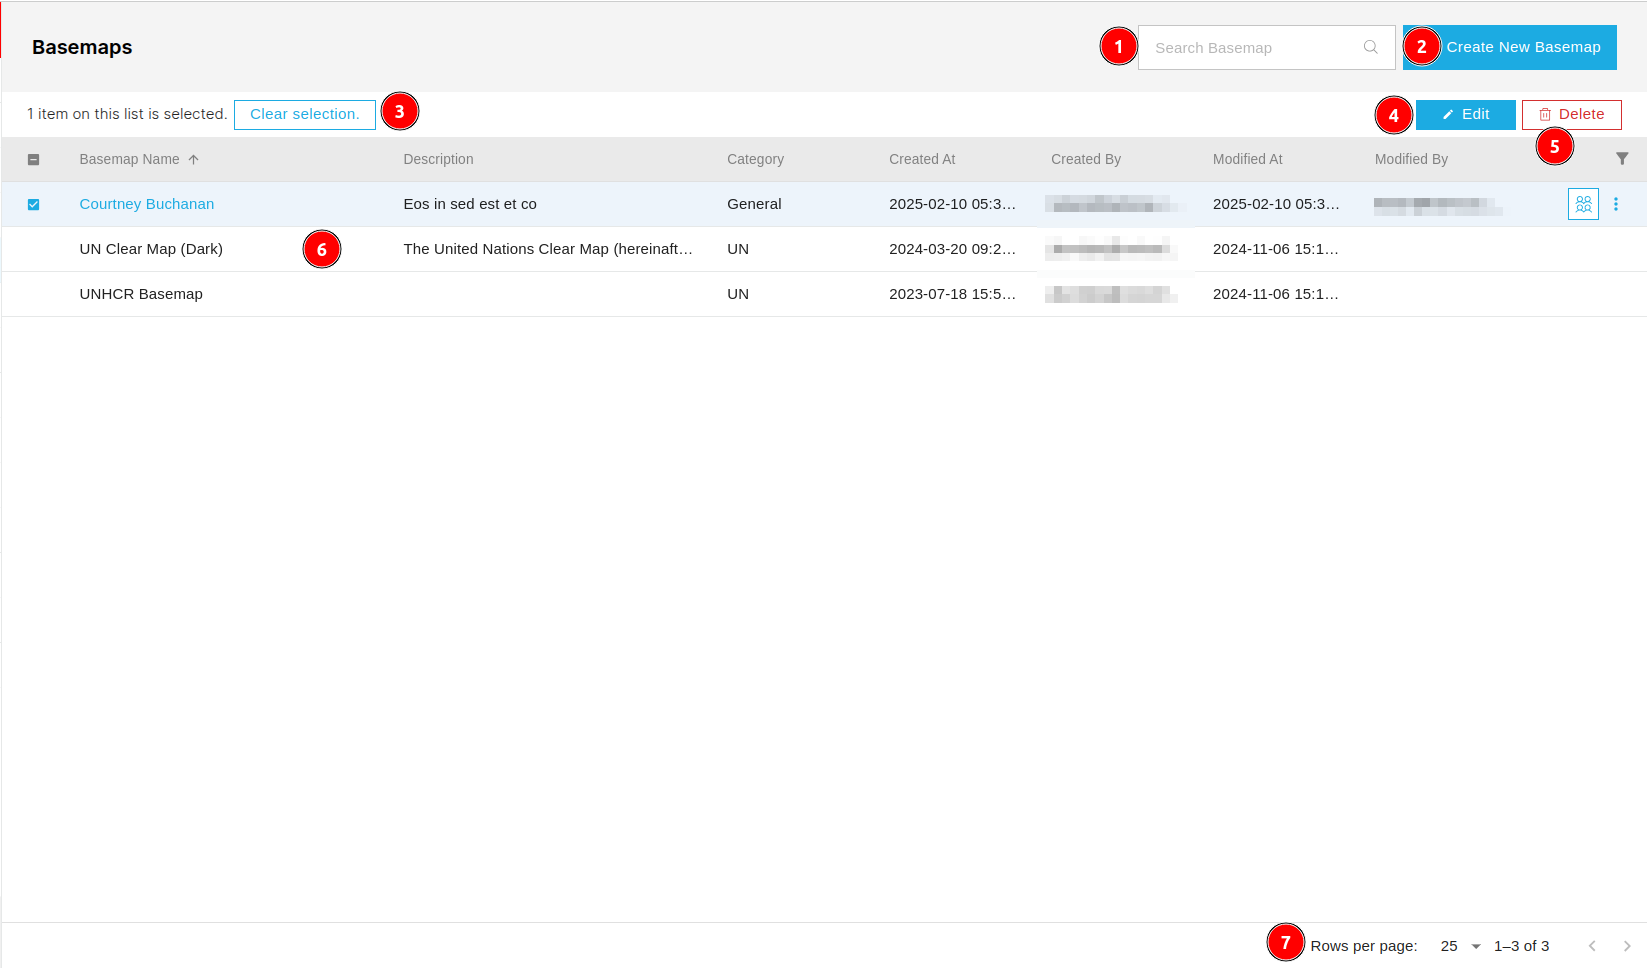 Basemaps
1 Search Basemap 2 Create New Basemap
1 item on this list is selected. Clear selection. 3 4 Edit Delete
5
Basemap Name Description Category Created At Created By Modified At Modified By
Courtney Buchanan Eos in sed est et co General 2025-02-10 05:3... 2025-02-10 05:3...
UN Clear Map (Dark) 6 The United Nations Clear Map (hereinaft... UN 2024-03-20 09:2... 2024-11-06 15:1...
UNHCR Basemap UN 2023-07-18 15:5... 2024-11-06 15:1...
7 Rows per page: 25 1–3 of 3